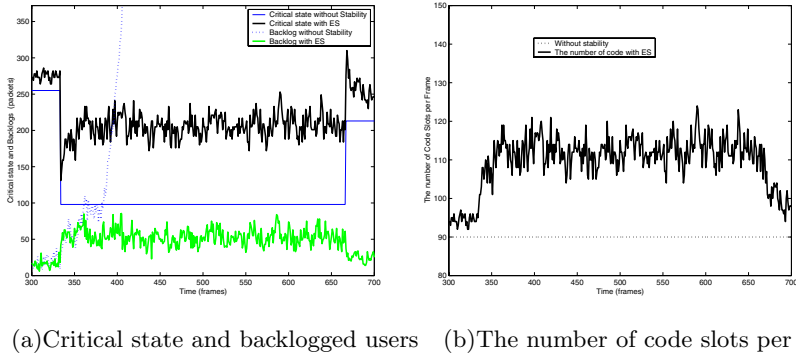 Critical state without Stability
Critical state with ES
Backlog without Stability
Backlog with ES
Critical state and Backlogs (packets)
350
300
250
200
150
100
50
0
300 350 400 450 500 550 600 650 700
Time (frames)
Without stability
The number of code with ES
The number of Code Slots per Frame
150
140
130
120
110
100
90
80
300 350 400 450 500 550 600 650 700
Time (frames)
(a)Critical state and backlogged users
(b)The number of code slots per